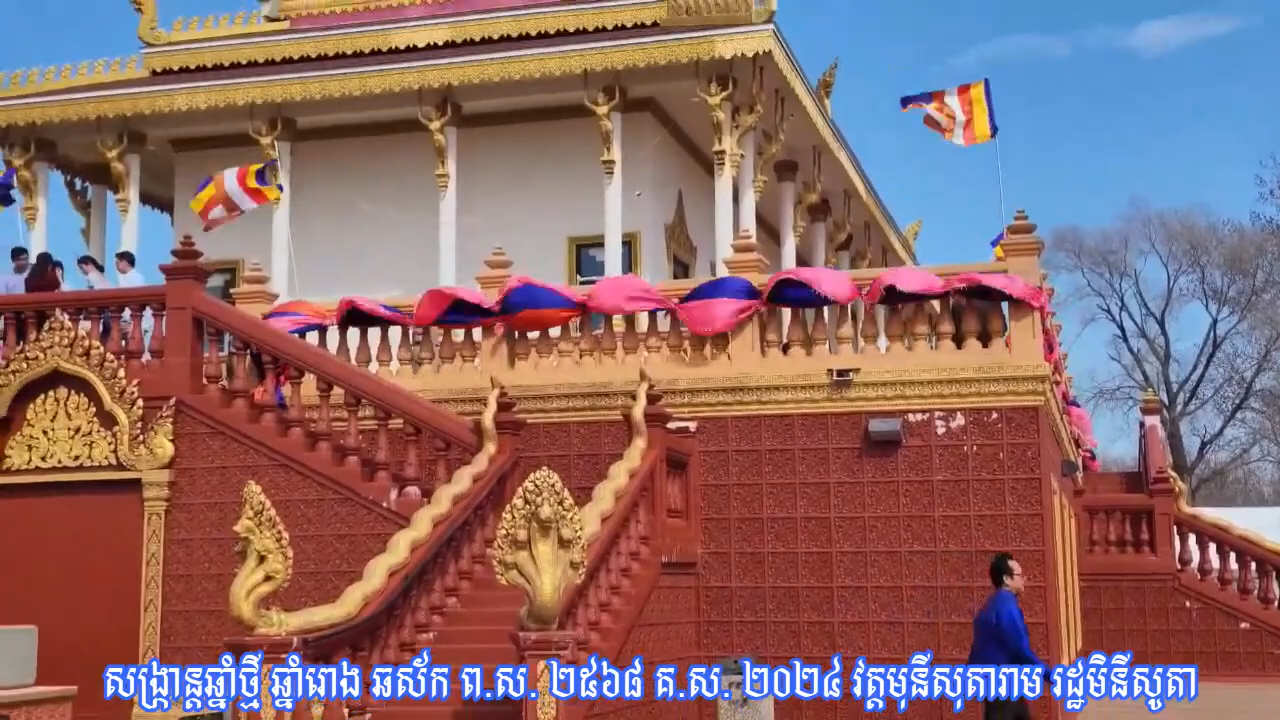 សង្ក្រាន្តឆ្នាំថ្មី ឆ្នាំរោង ឆស័ក ព.ស. ២៥៦៨ គ.ស. ២០២៤ វត្តមុនីសុតារាម រដ្ឋមិនីសូតា